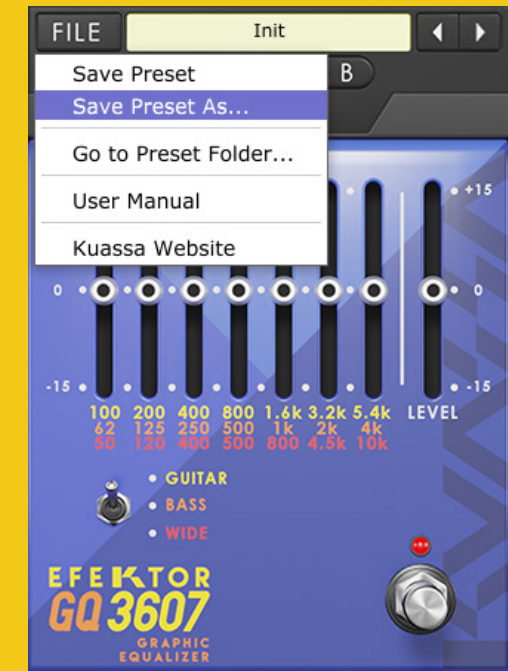 FILE Init
Save Preset B
Save Preset As...
Go to Preset Folder...
User Manual
Kuassa Website
+15
0 0
-15 -15
100 200 400 800 1.6k 3.2k 5.4k LEVEL
62 125 250 500 1k 2k 4k
50 120 400 500 800 4.5k 10k
GUITAR
BASS
WIDE
EFEKTOR
GQ 3607
GRAPHIC
EQUALIZER